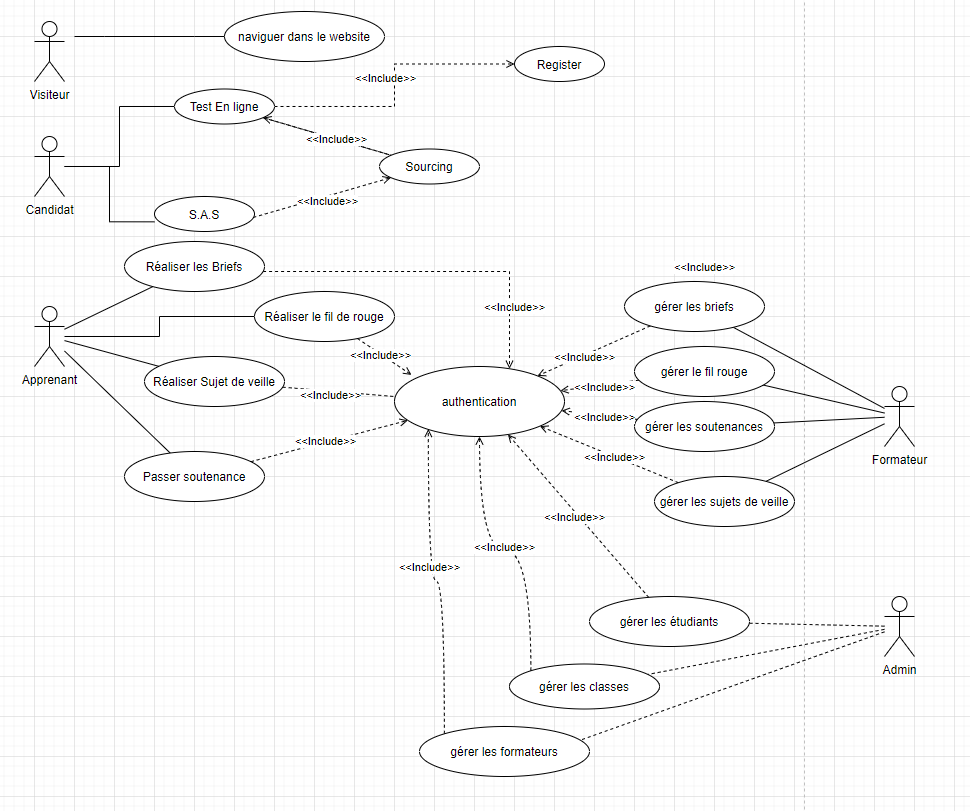 naviguer dans le website
Visiteur
Register
<<Include>>
Test En ligne
<<Include>>
Candidat
Sourcing
<<Include>>
S.A.S
Réaliser les Briefs
<<Include>>
<<Include>>
gérer les briefs
Réaliser le fil de rouge
<<Include>>
<<Include>>
Apprenant
Réaliser Sujet de veille
<<Include>>
authentication
<<Include>>
gérer le fil rouge
<<Include>>
gérer les soutenances
<<Include>>
<<Include>>
Formateur
Passer soutenance
gérer les sujets de veille
<<Include>>
<<Include>>
<<Include>>
gérer les étudiants
Admin
gérer les classes
gérer les formateurs